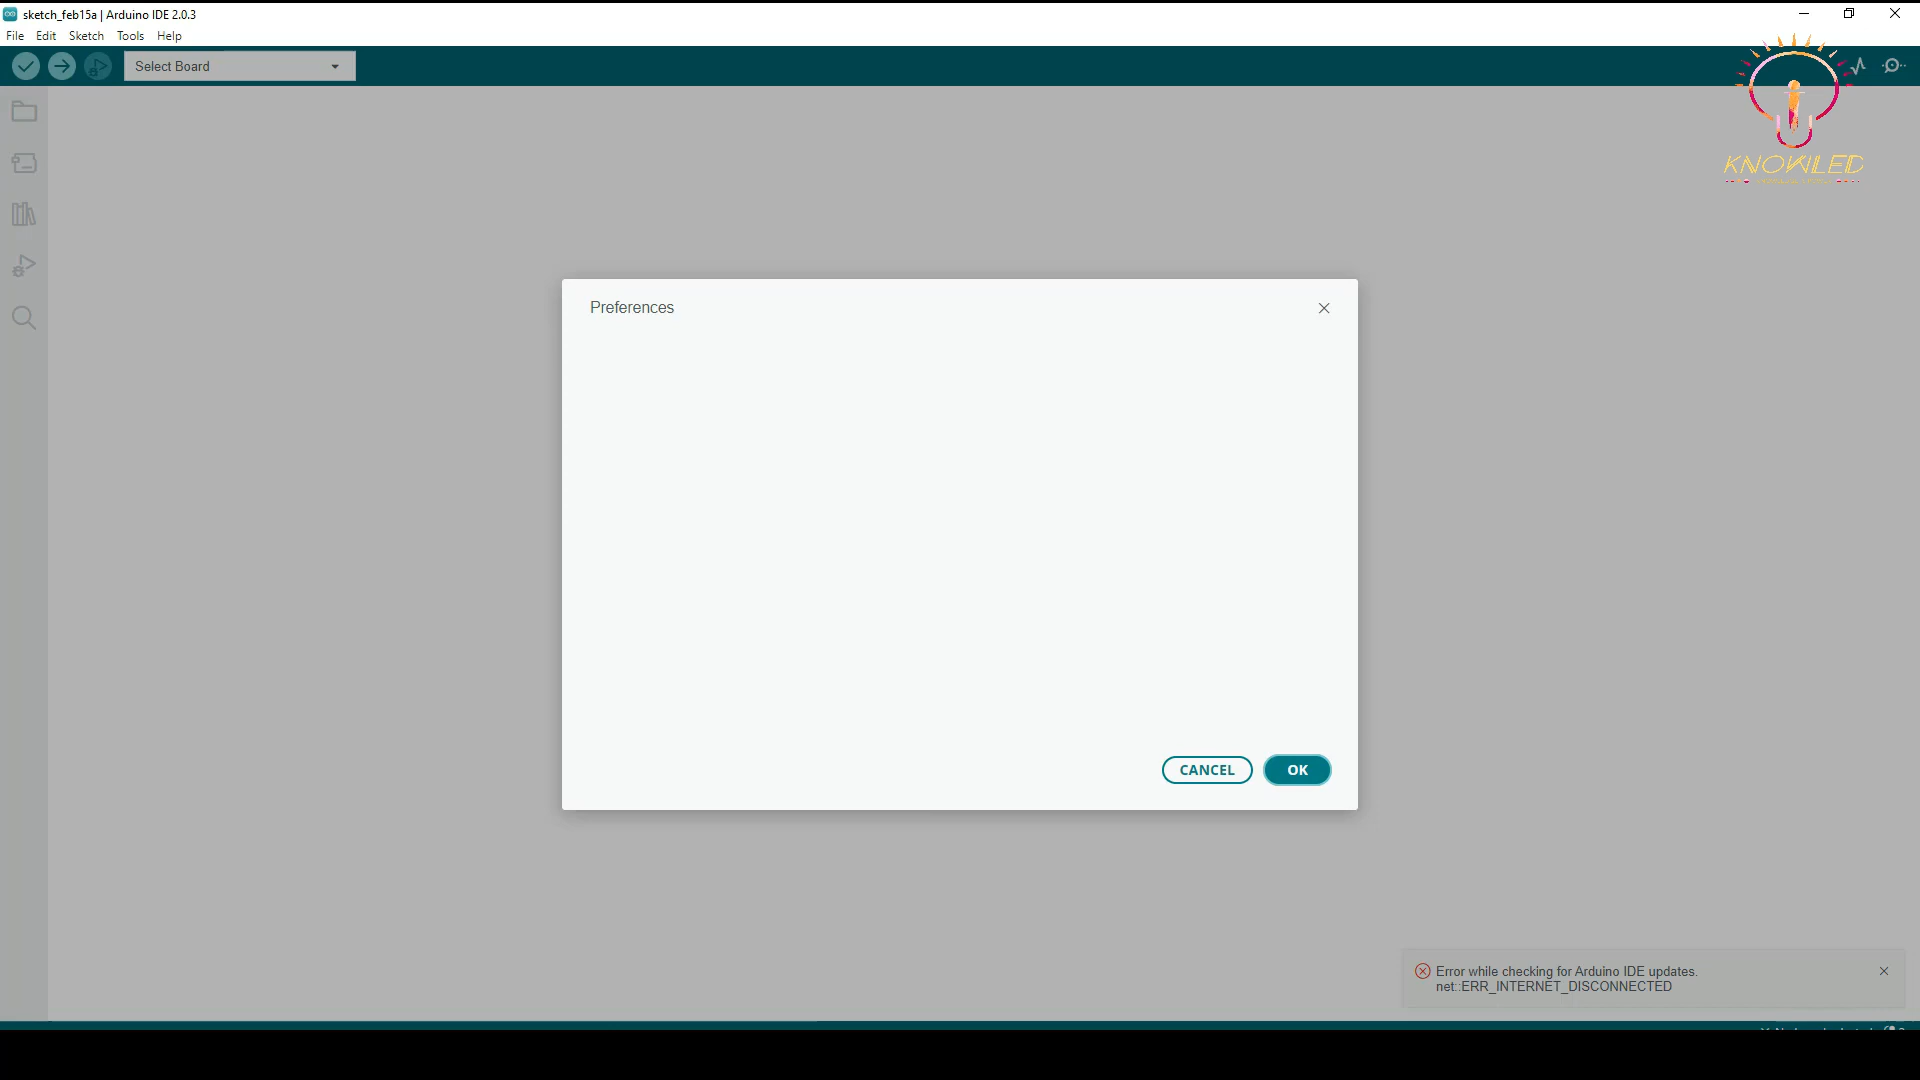 sketch_feb15a | Arduino IDE 2.0.3
File Edit Sketch Tools Help
Select Board
KNOWLED
Preferences
CANCEL OK
Error while checking for Arduino IDE updates.
net::ERR_INTERNET_DISCONNECTED